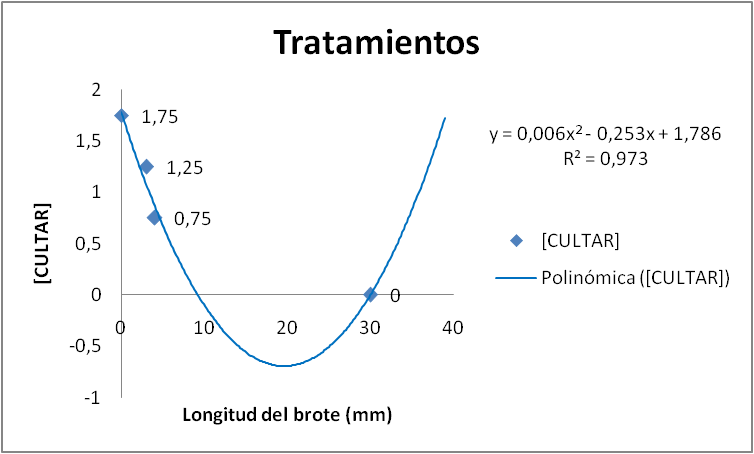 Tratamientos
2
1,5
1
0,5
0
-0,5
-1
[CULTAR]
1,75
1,25
0,75
0
0
10
20
30
40
Longitud del brote (mm)
y = 0,006x² - 0,253x + 1,786
R² = 0,973
[CULTAR]
Polinómica ([CULTAR])